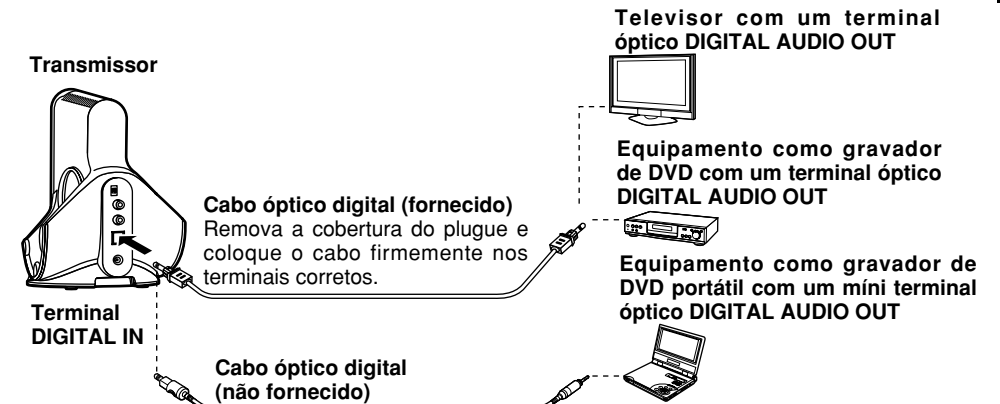 Televisor com um terminal
óptico DIGITAL AUDIO OUT
Transmissor
Equipamento como gravador
de DVD com um terminal óptico
DIGITAL AUDIO OUT
Cabo óptico digital (fornecido)
Remova a cobertura do plugue e
coloque o cabo firmemente nos
terminais corretos.
Equipamento como gravador de
DVD portátil com um míni terminal
óptico DIGITAL AUDIO OUT
Terminal
DIGITAL IN
Cabo óptico digital
(não fornecido)